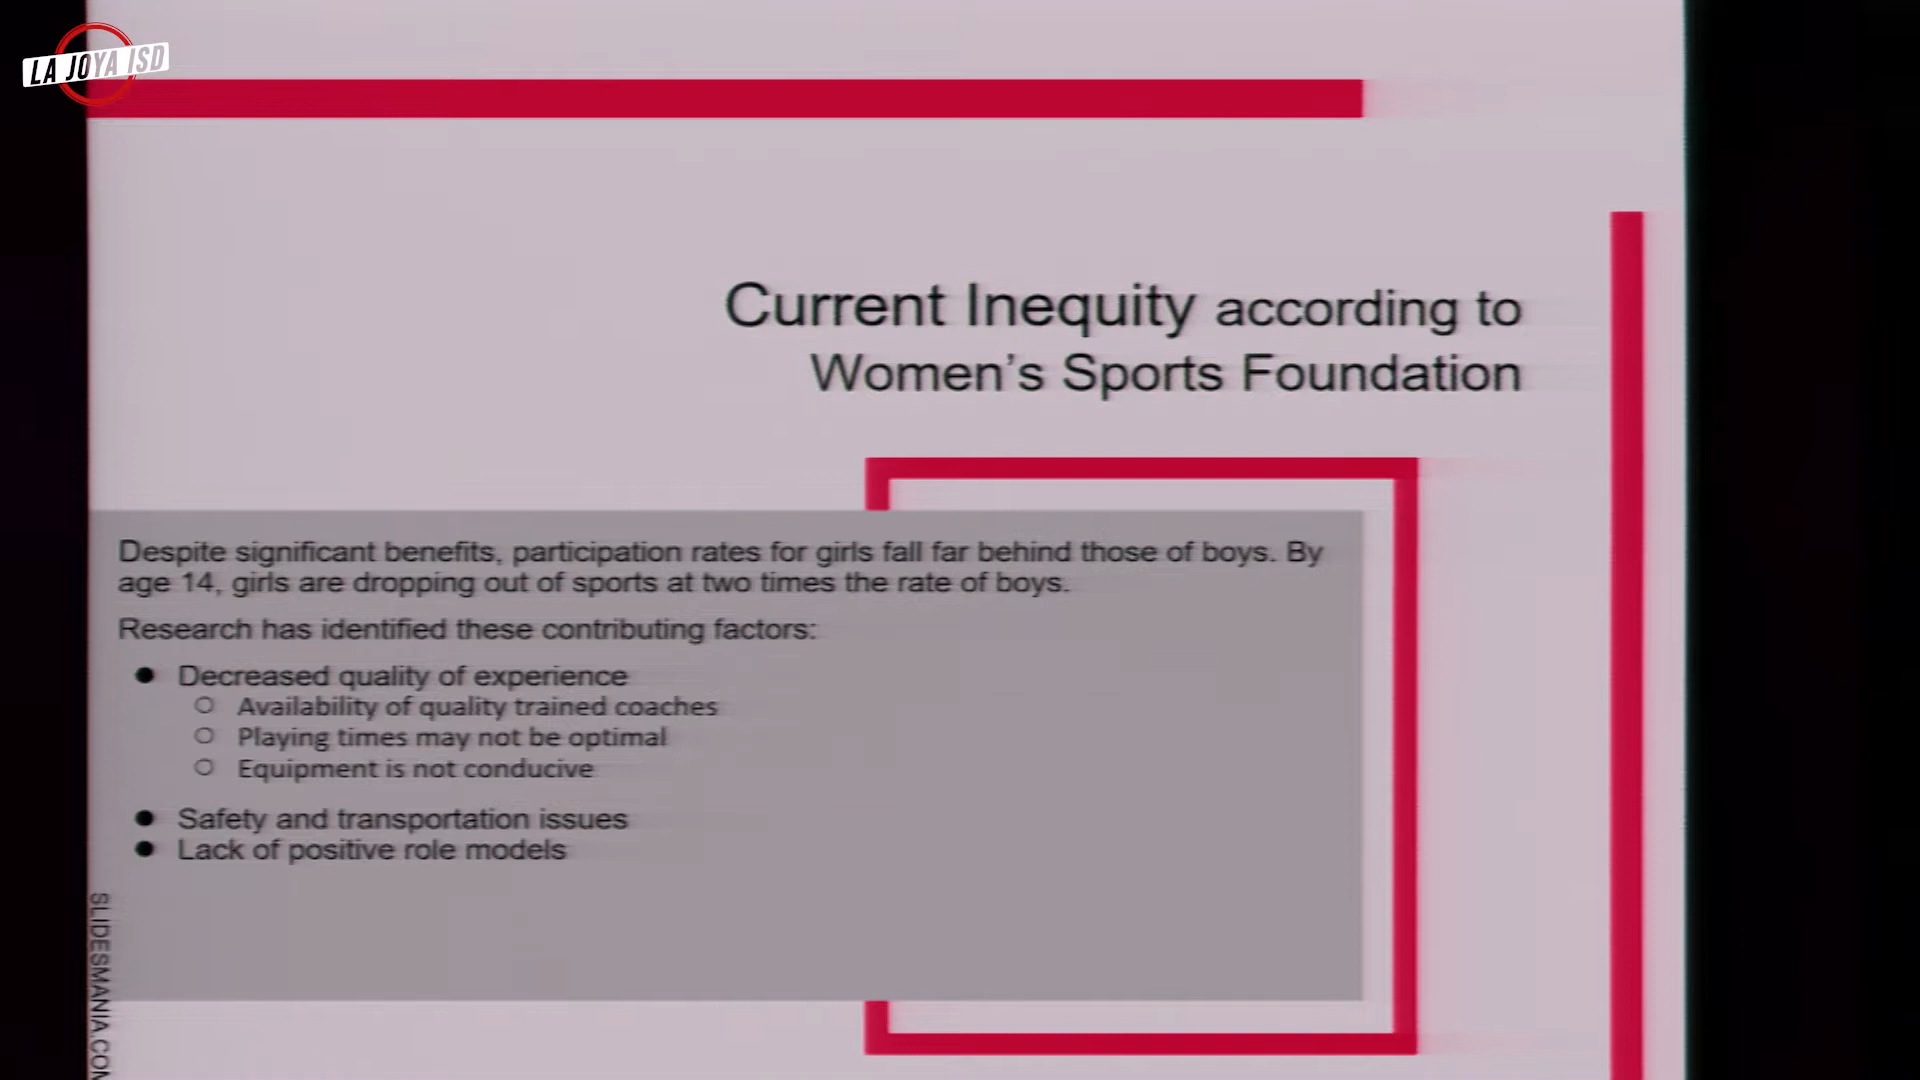 LA JOYA ISD
Current Inequity according to
Women's Sports Foundation
Despite significant benefits, participation rates for girls fall far behind those of boys. By
age 14, girls are dropping out of sports at two times the rate of boys.
Research has identified these contributing factors:
● Decreased quality of experience
○ Availability of quality trained coaches
○ Playing times may not be optimal
○ Equipment is not conducive
● Safety and transportation issues
● Lack of positive role models
SLIDESMANIA.COM